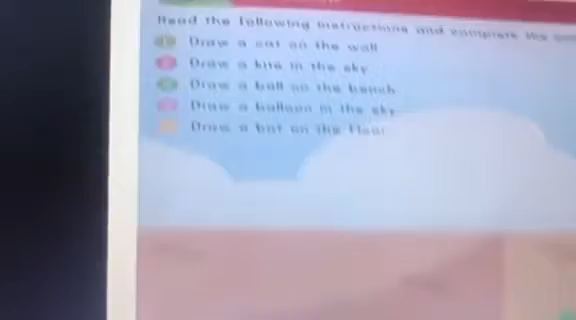 Read the following instructions and complete the
Draw a cat on the wall
Draw a kite in the sky
Draw a ball on the bench
Draw a balloon in the sky
Draw a bat on the floor